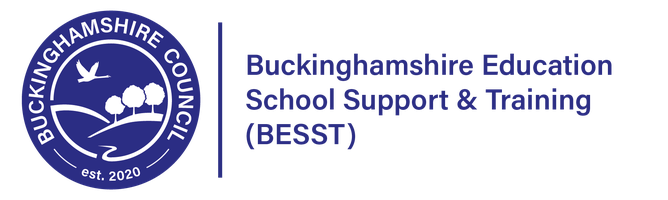 BUCKINGHAMSHIRE COUNCIL
est. 2020
Buckinghamshire Education
School Support & Training
(BESST)